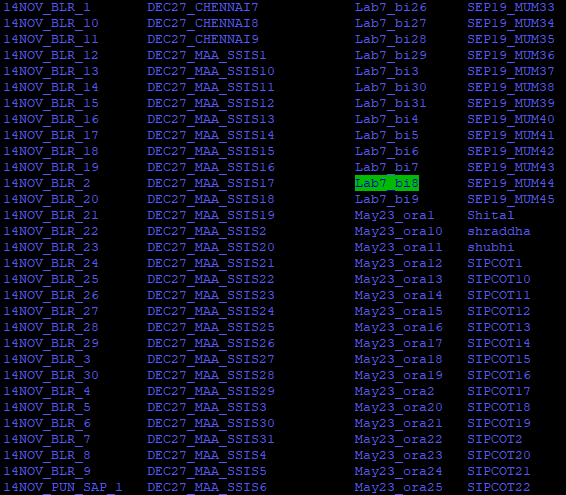 14NOV_BLR_1 DEC27_CHENNAI7 Lab7_bi26 SEP19_MUM33
14NOV_BLR_10 DEC27_CHENNAI8 Lab7_bi27 SEP19_MUM34
14NOV_BLR_11 DEC27_CHENNAI9 Lab7_bi28 SEP19_MUM35
14NOV_BLR_12 DEC27_MAA_SSIS1 Lab7_bi29 SEP19_MUM36
14NOV_BLR_13 DEC27_MAA_SSIS10 Lab7_bi3 SEP19_MUM37
14NOV_BLR_14 DEC27_MAA_SSIS11 Lab7_bi30 SEP19_MUM38
14NOV_BLR_15 DEC27_MAA_SSIS12 Lab7_bi31 SEP19_MUM39
14NOV_BLR_16 DEC27_MAA_SSIS13 Lab7_bi4 SEP19_MUM40
14NOV_BLR_17 DEC27_MAA_SSIS14 Lab7_bi5 SEP19_MUM41
14NOV_BLR_18 DEC27_MAA_SSIS15 Lab7_bi6 SEP19_MUM42
14NOV_BLR_19 DEC27_MAA_SSIS16 Lab7_bi7 SEP19_MUM43
14NOV_BLR_2 DEC27_MAA_SSIS17 Lab7_bi8 SEP19_MUM44
14NOV_BLR_20 DEC27_MAA_SSIS18 Lab7_bi9 SEP19_MUM45
14NOV_BLR_21 DEC27_MAA_SSIS19 May23_ora1 Shital
14NOV_BLR_22 DEC27_MAA_SSIS2 May23_ora10 shraddha
14NOV_BLR_23 DEC27_MAA_SSIS20 May23_ora11 shubhi
14NOV_BLR_24 DEC27_MAA_SSIS21 May23_ora12 SIPCOT1
14NOV_BLR_25 DEC27_MAA_SSIS22 May23_ora13 SIPCOT10
14NOV_BLR_26 DEC27_MAA_SSIS23 May23_ora14 SIPCOT11
14NOV_BLR_27 DEC27_MAA_SSIS24 May23_ora15 SIPCOT12
14NOV_BLR_28 DEC27_MAA_SSIS25 May23_ora16 SIPCOT13
14NOV_BLR_29 DEC27_MAA_SSIS26 May23_ora17 SIPCOT14
14NOV_BLR_3 DEC27_MAA_SSIS27 May23_ora18 SIPCOT15
14NOV_BLR_30 DEC27_MAA_SSIS28 May23_ora19 SIPCOT16
14NOV_BLR_4 DEC27_MAA_SSIS29 May23_ora2 SIPCOT17
14NOV_BLR_5 DEC27_MAA_SSIS3 May23_ora20 SIPCOT18
14NOV_BLR_6 DEC27_MAA_SSIS30 May23_ora21 SIPCOT19
14NOV_BLR_7 DEC27_MAA_SSIS31 May23_ora22 SIPCOT2
14NOV_BLR_8 DEC27_MAA_SSIS4 May23_ora23 SIPCOT20
14NOV_BLR_9 DEC27_MAA_SSIS5 May23_ora24 SIPCOT21
14NOV_PUN_SAP_1 DEC27_MAA_SSIS6 May23_ora25 SIPCOT22